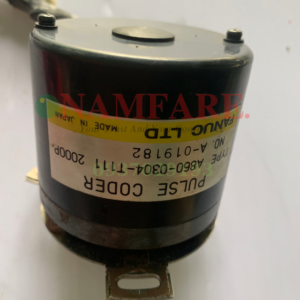 NAMFARE
PULSE CODER
TYPE A860-0304-T111 2000P.
NO. A-019182
FANUC LTD
MADE IN JAPAN